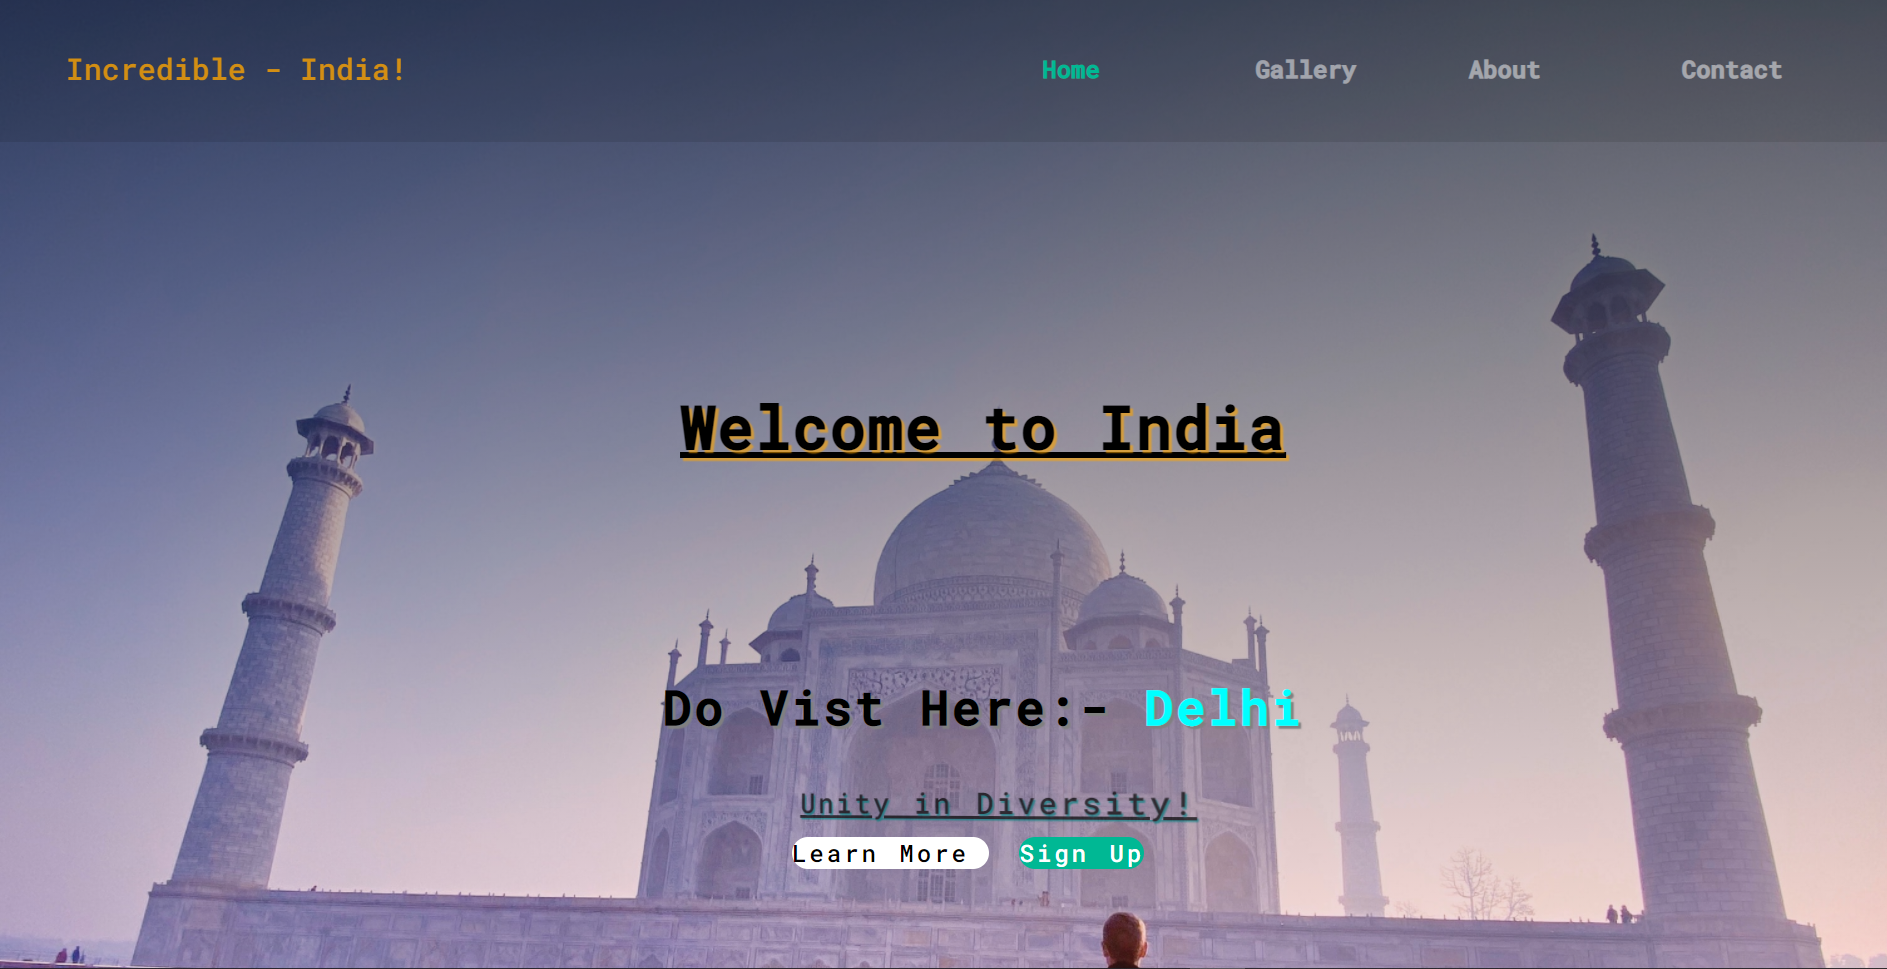 Incredible - India!
Home Gallery About Contact
Welcome to India
Do Vist Here:- Delhi
Unity in Diversity!
Learn More Sign Up